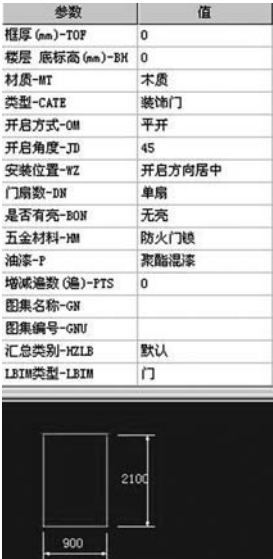 参数 值
框厚(mm)-TOF 0
楼层 底标高(mm)-BH 0
材质-MT 木质
类型-CATE 装饰门
开启方式-OM 平开
开启角度-JD 45
安装位置-WZ 开启方向居中
门扇数-DN 单扇
是否有亮-BON 无亮
五金材料-HM 防火门锁
油漆-P 聚酯混漆
增减遍数(遍)-PTS 0
图集名称-GN
图集编号-GNU
汇总类别-HZLB 默认
LBIM类型-LBIM 门
2100
900